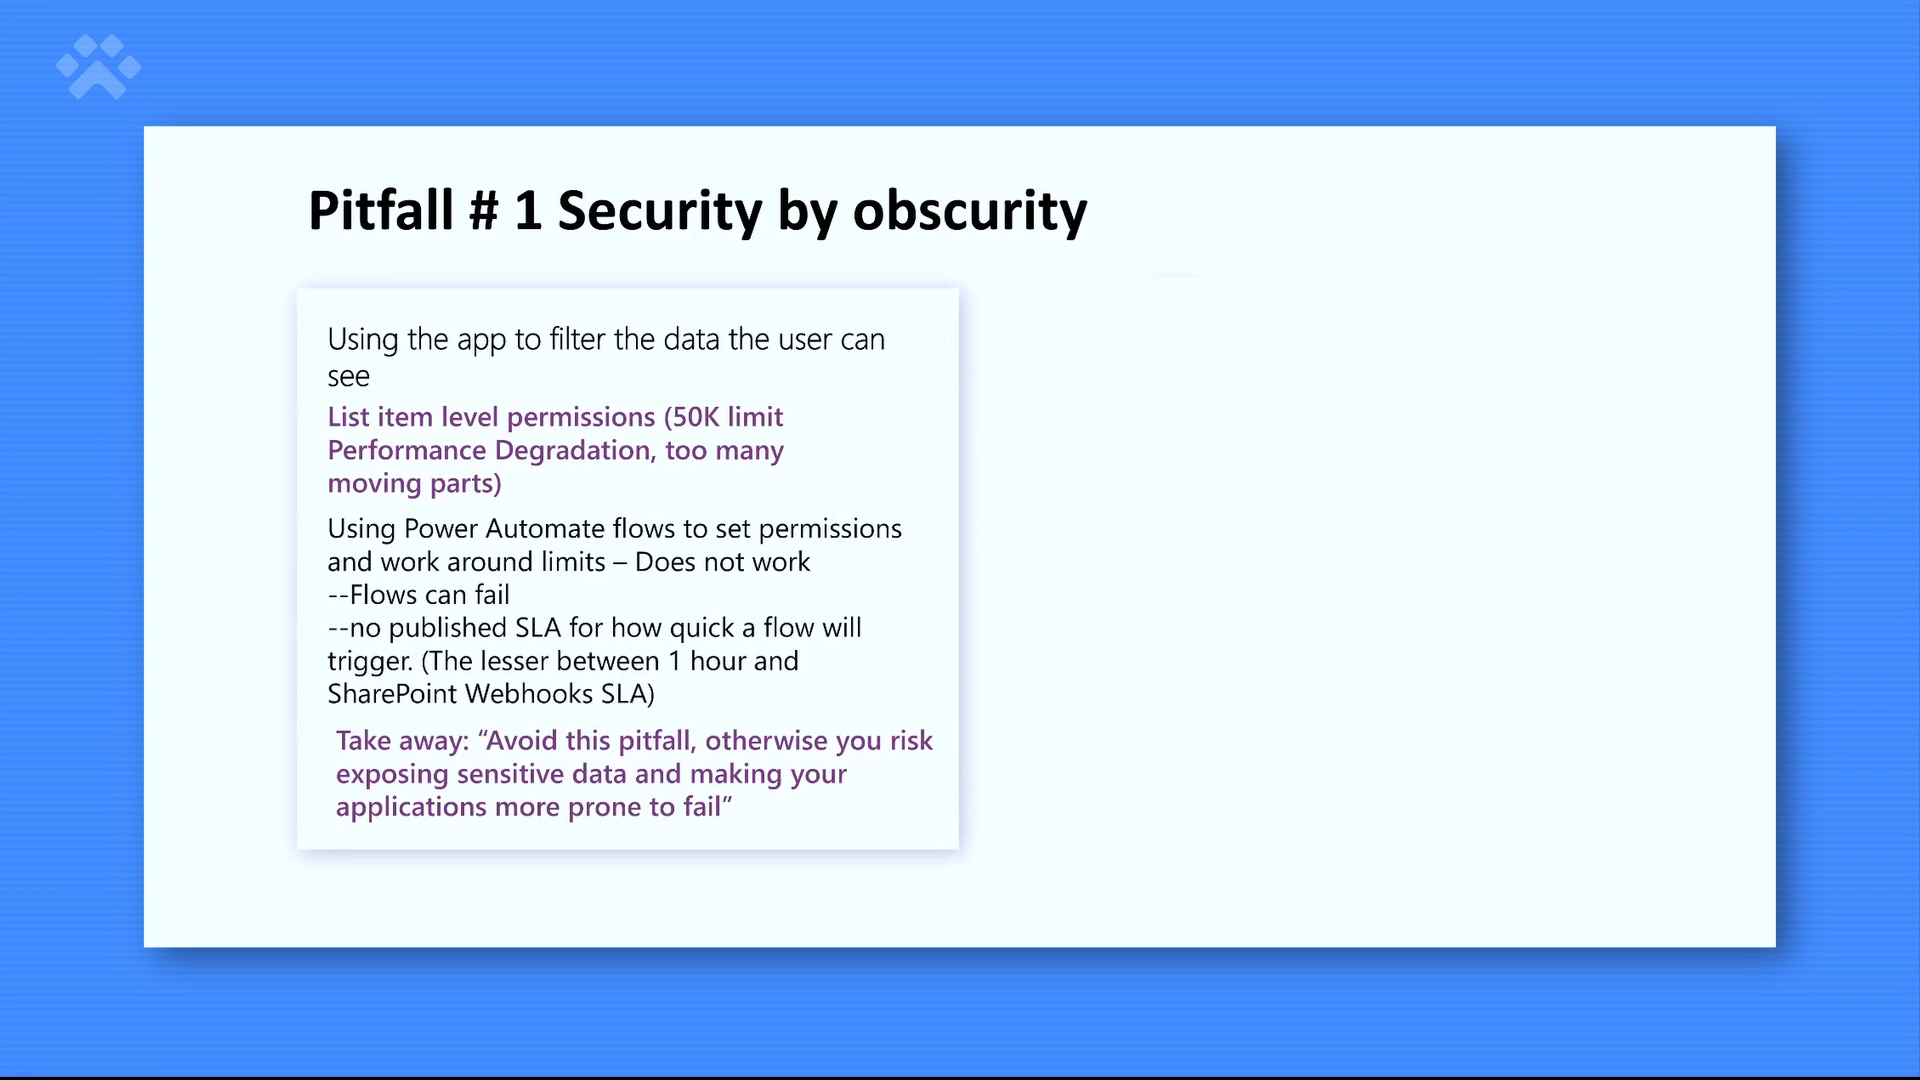 Pitfall # 1 Security by obscurity
Using the app to filter the data the user can
see
List item level permissions (50K limit
Performance Degradation, too many
moving parts)
Using Power Automate flows to set permissions
and work around limits – Does not work
--Flows can fail
--no published SLA for how quick a flow will
trigger. (The lesser between 1 hour and
SharePoint Webhooks SLA)
Take away: “Avoid this pitfall, otherwise you risk
exposing sensitive data and making your
applications more prone to fail”